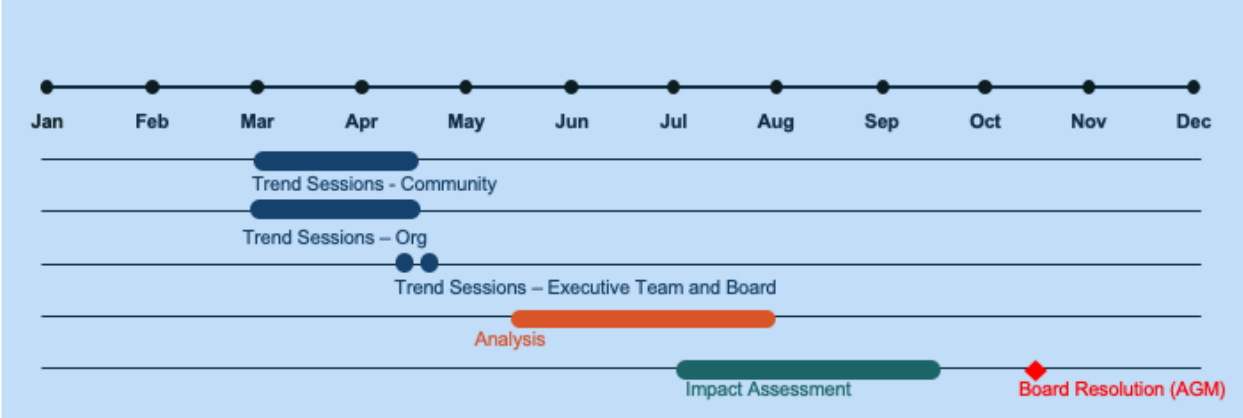 Jan Feb Mar Apr May Jun Jul Aug Sep Oct Nov Dec
Trend Sessions - Community
Trend Sessions – Org
Trend Sessions – Executive Team and Board
Analysis
Impact Assessment Board Resolution (AGM)